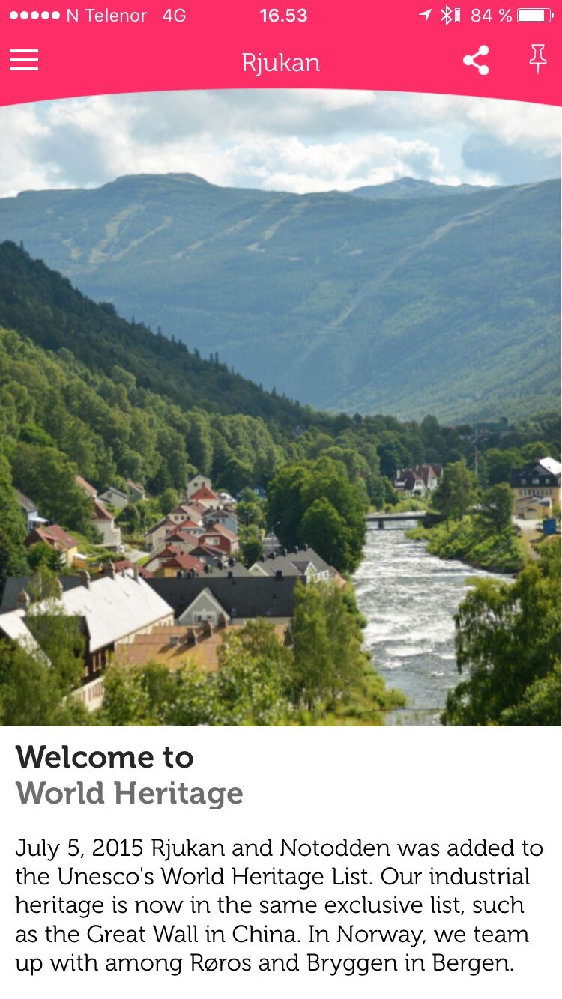 N Telenor 4G 16.53 84 %
Rjukan
Welcome to
World Heritage
July 5, 2015 Rjukan and Notodden was added to
the Unesco's World Heritage List. Our industrial
heritage is now in the same exclusive list, such
as the Great Wall in China. In Norway, we team
up with among Røros and Bryggen in Bergen.